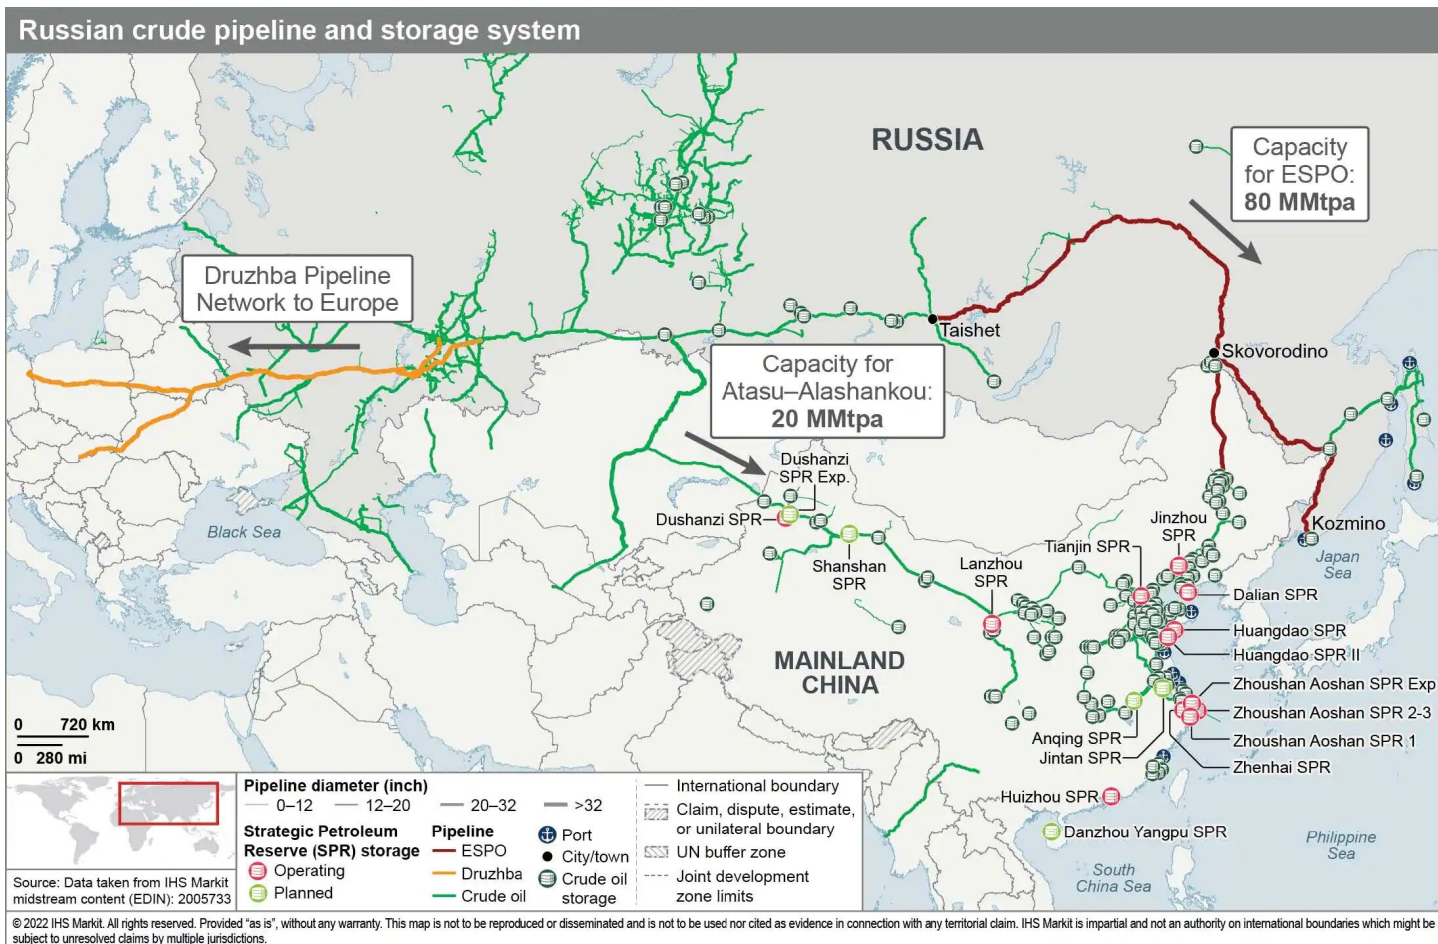 Russian crude pipeline and storage system
RUSSIA
Capacity
for ESPO:
80 MMtpa
Druzhba Pipeline
Network to Europe
Taishet
Skovorodino
Capacity for
Atasu–Alashankou:
20 MMtpa
Dushanzi
SPR Exp.
Dushanzi SPR
Shanshan
SPR
Lanzhou
SPR
Tianjin SPR
Jinzhou
SPR
Kozmino
Japan
Sea
Black Sea
Dalian SPR
Huangdao SPR
Huangdao SPR II
MAINLAND
CHINA
Zhoushan Aoshan SPR Exp
Zhoushan Aoshan SPR 2-3
Zhoushan Aoshan SPR 1
Zhenhai SPR
Anqing SPR
Jintan SPR
Huizhou SPR
Danzhou Yangpu SPR
South
China Sea
Philippine
Sea
0 720 km
0 280 mi
Pipeline diameter (inch)
0–12 12–20 20–32 >32
Strategic Petroleum
Reserve (SPR) storage
Operating
Planned
Pipeline
ESPO
Druzhba
Crude oil
Port
City/town
Crude oil
storage
International boundary
Claim, dispute, estimate,
or unilateral boundary
UN buffer zone
Joint development
zone limits
Source: Data taken from IHS Markit
midstream content (EDIN): 2005733
© 2022 IHS Markit. All rights reserved. Provided "as is", without any warranty. This map is not to be reproduced or disseminated and is not to be used nor cited as evidence in connection with any territorial claim. IHS Markit is impartial and not an authority on international boundaries which might be
subject to unresolved claims by multiple jurisdictions.